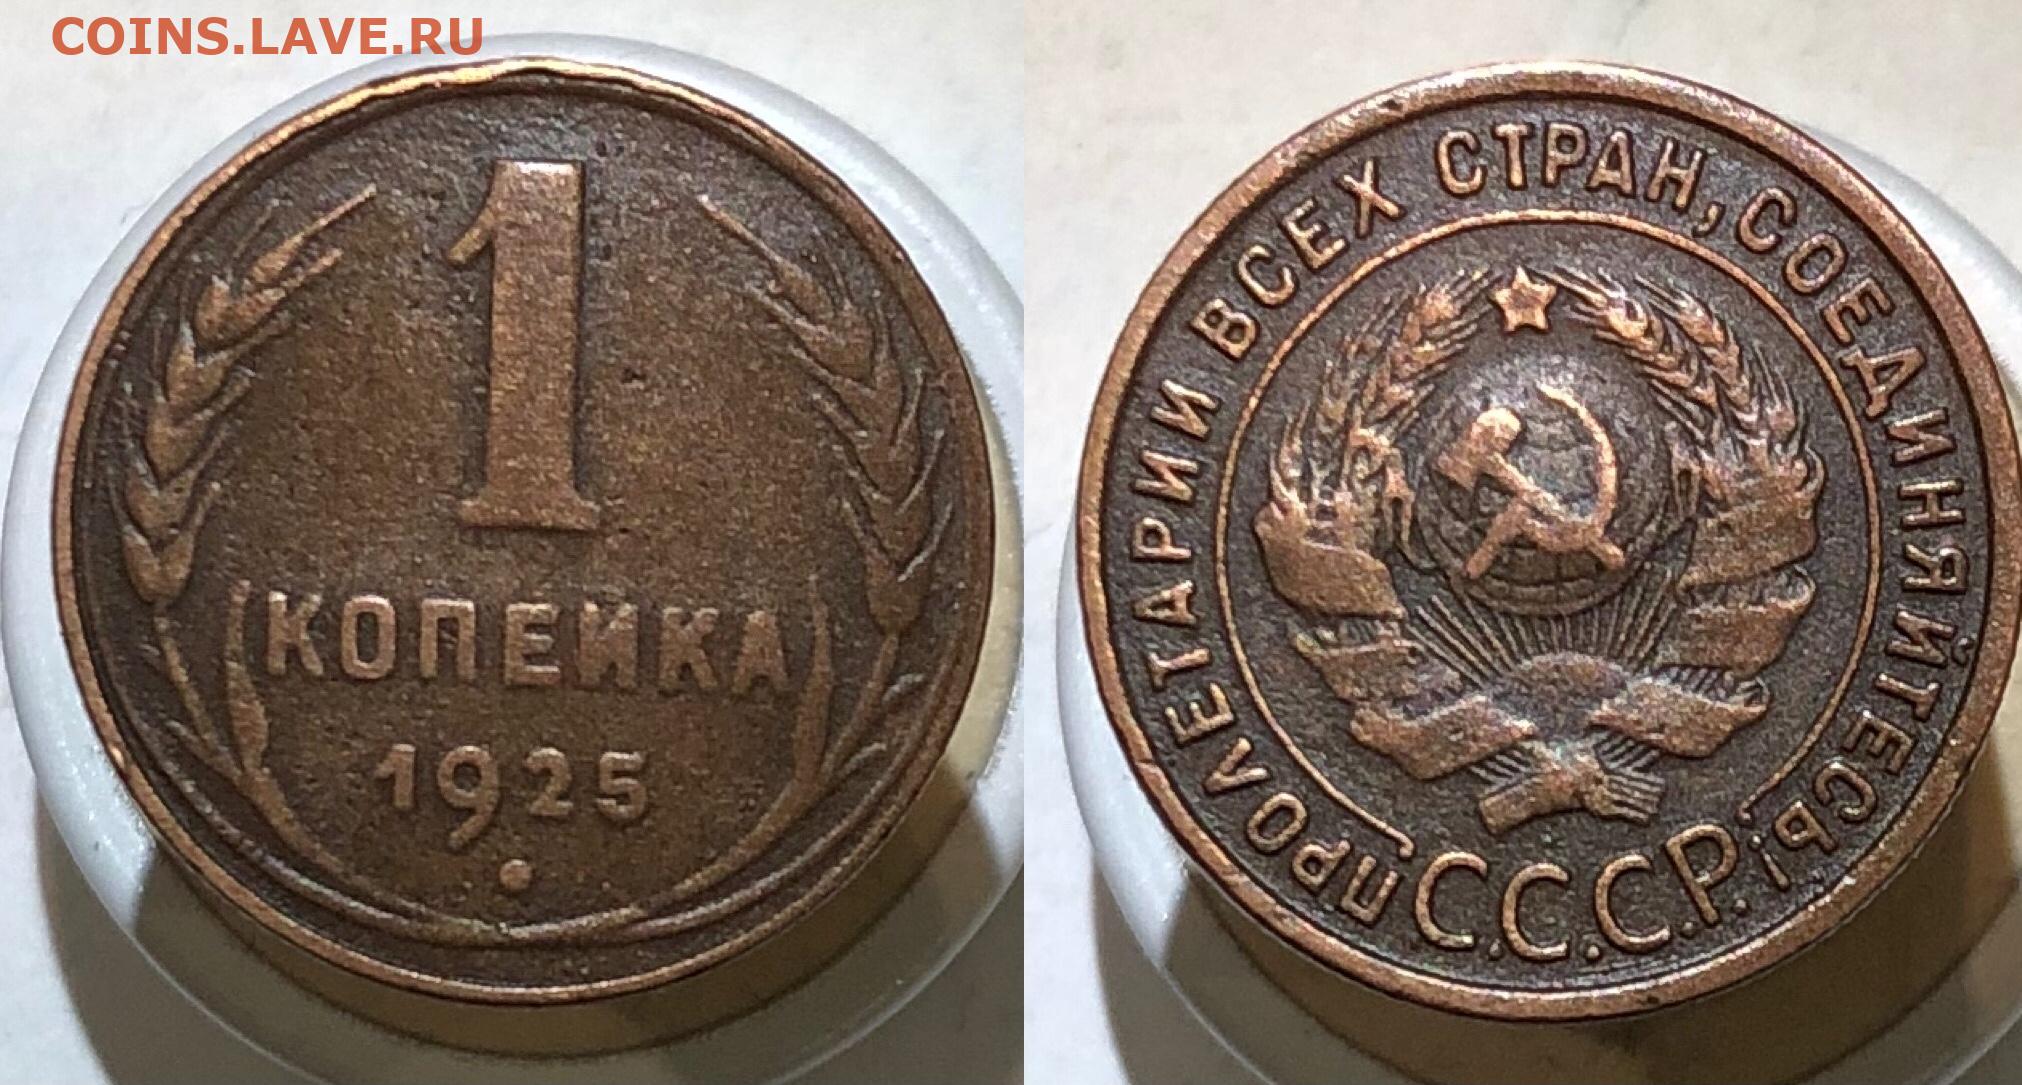 COINS.LAVE.RU
1
КОПЕЙКА
1925
ПРОЛЕТАРИИ ВСЕХ СТРАН, СОЕДИНЯЙТЕСЬ!
С.С.С.Р.